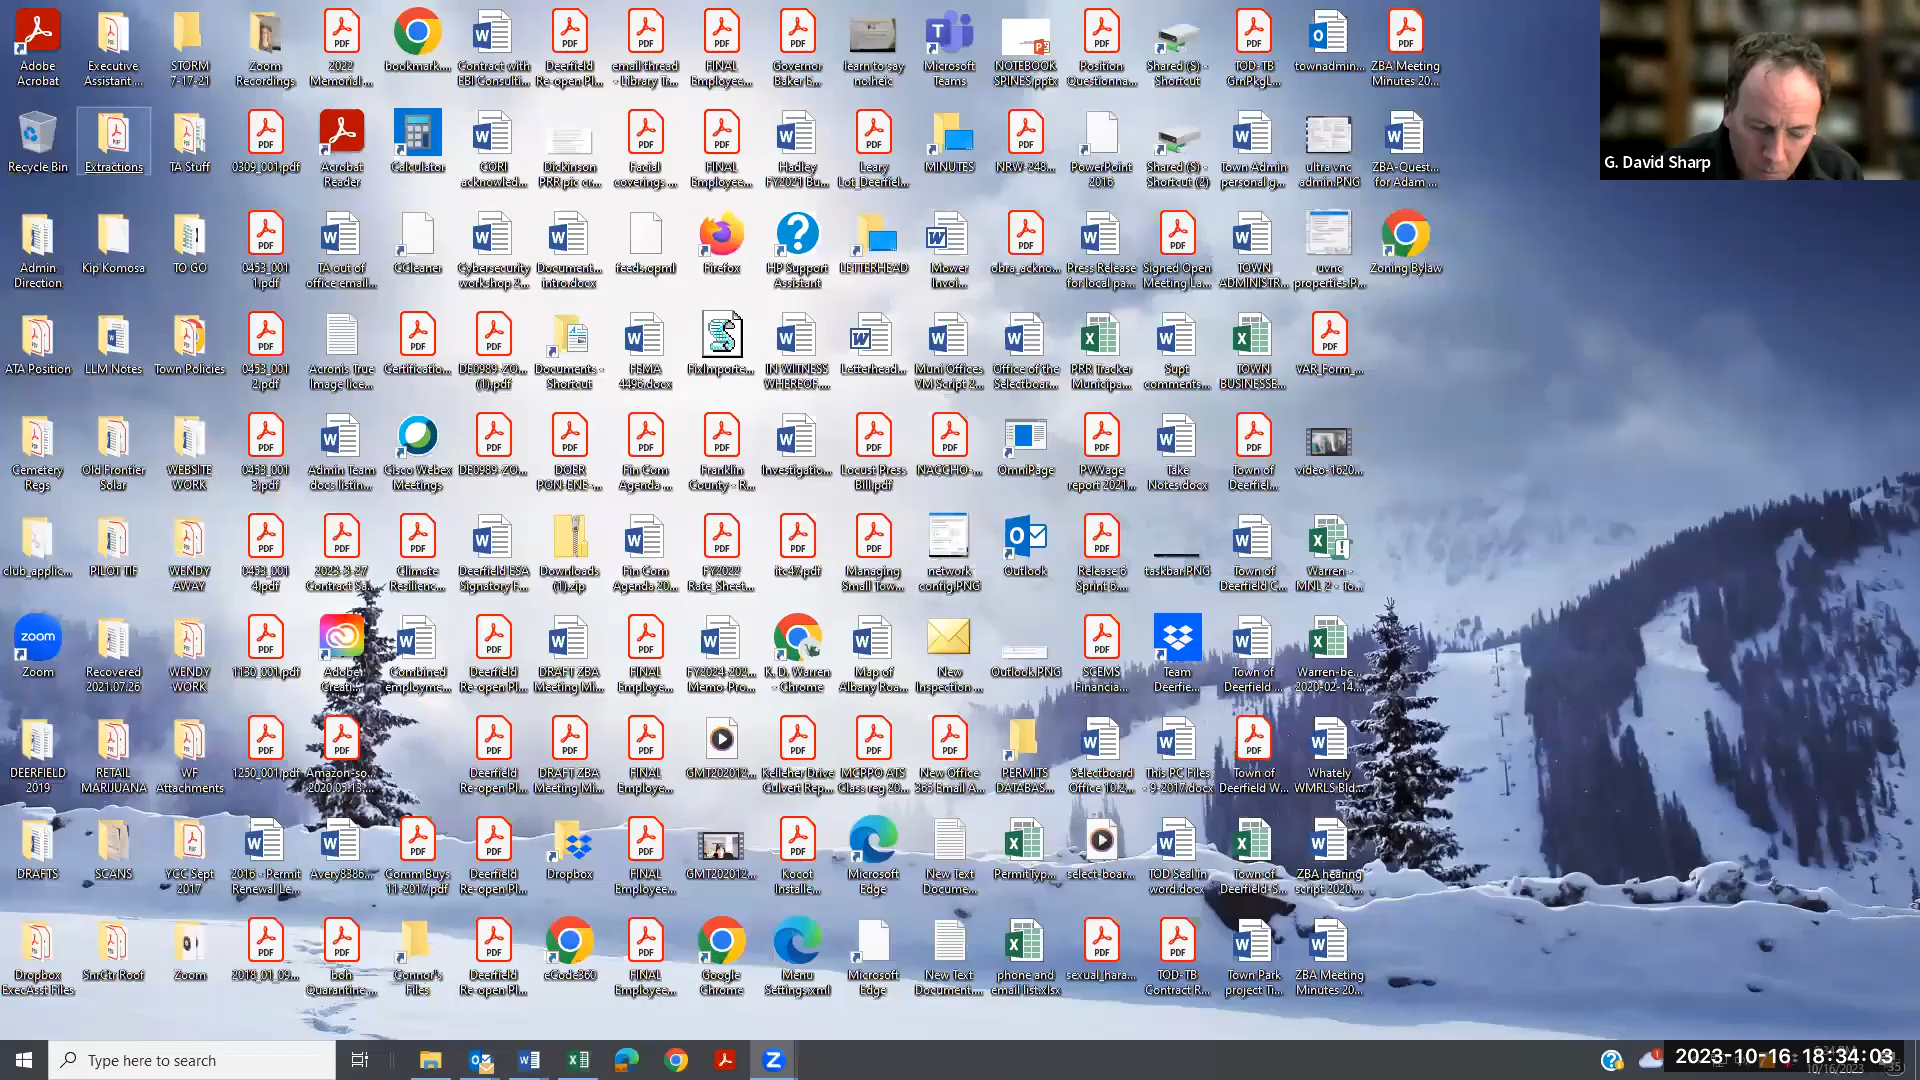 Adobe
Acrobat
Executive
Assistant ...
STORM
7-17-21
Zoom
Recordings
2022
Memorial ...
bookmark...
Contract with
EBI Consulti...
Deerfield
Re-open Pl...
email thread
- Library Tr...
FINAL
Employee...
Governor
Baker E...
learn to say
no.heic
Microsoft
Teams
NOTEBOOK
SPINES.pptx
Position
Questionna...
Shared (S) -
Shortcut
TOD-TB
GrnPkgL...
townadmin...
ZBA Meeting
Minutes 20...
G. David Sharp
Recycle Bin
Extractions
TA Stuff
0309_001.pdf
Acrobat
Reader
Calculator
CORI
acknowled...
Dickinson
PRR pic cr...
Facial
coverings ...
FINAL
Employee...
Hadley
FY2021 Bu...
Leary
Lot_Deerfiel...
MINUTES
NRW-248...
PowerPoint
2016
Shared (S) -
Shortcut (2)
Town Admin
personal g...
ultra vnc
admin.PNG
ZBA-Quest...
for Adam ...
Admin
Direction
Kip Komosa
TO GO
0453_001
1.pdf
TA out of
office email...
CCleaner
Cybersecurity
workshop 2...
Document...
intro.docx
feeds.opml
Firefox
HP Support
Assistant
LETTERHEAD
Mower
Invoi...
obra_ackno...
Press Release
for local pa...
Signed Open
Meeting La...
TOWN
ADMINISTR...
uvnc
properties.P...
Zoning Bylaw
ATA Position
LLM Notes
Town Policies
0453_001
2.pdf
Acronis True
Image lice...
Certificatio...
DE0989-ZO...
(1).pdf
Documents -
Shortcut
FEMA
4496.docx
FixImporte...
IN WITNESS
WHEREOF...
Letterhead...
Muni Offices
VM Script 2...
Office of the
Selectboar...
PRR Tracker
Municipa...
Supt
comments...
TOWN
BUSINESSE...
VAR_Form_...
Cemetery
Regs
Old Frontier
Solar
WEBSITE
WORK
0453_001
3.pdf
Admin Team
docs listin...
Cisco Webex
Meetings
DE0989-ZO...
DOER
PON-ENE-...
Fin Com
Agenda ...
Franklin
County - R...
Investigatio...
Locust Press
Bill.pdf
NACCHO-...
OmniPage
PVWage
report 2021...
Take
Notes.docx
Town of
Deerfiel...
video-1620...
club_applic...
PILOT TIF
WENDY
AWAY
0453_001
4.pdf
2023-3-27
Contract Sa...
Climate
Resilienc...
Deerfield ESA
Signatory F...
Downloads
(1).zip
Fin Com
Agenda 20...
FY2022
Rate_Sheet...
itc47.pdf
Managing
Small Tow...
network
config.PNG
Outlook
Release 6
Sprint 6...
taskbar.PNG
Town of
Deerfield C...
Warren -
MNL 2 - To...
Zoom
Recovered
2021.07.26
WENDY
WORK
1130_001.pdf
Adobe
Creati...
Combined
employme...
Deerfield
Re-open Pl...
DRAFT ZBA
Meeting Mi...
FINAL
Employe...
FY2024-202...
Memo-Pro...
K. D. Warren
- Chrome
Map of
Albany Roa...
New
Inspection ...
Outlook.PNG
SCEMS
Financia...
Team
Deerfie...
Town of
Deerfield ...
Warren-be...
2020-02-14...
DEERFIELD
2019
RETAIL
MARIJUANA
WF
Attachments
1250_001.pdf
Amazon-so...
2020.05.13...
Deerfield
Re-open Pl...
DRAFT ZBA
Meeting Mi...
FINAL
Employe...
GMT202012...
Kelleher Drive
Culvert Rep...
MCPPO ATS
Class reg 20...
New Office
365 Email A...
PERMITS
DATABAS...
Selectboard
Office 10.2...
This PC Files
- 9-2017.docx
Town of
Deerfield W...
Whately
WMRLS Bld...
DRAFTS
SCANS
YCC Sept
2017
2016 - Permit
Renewal Le...
Avery8386...
Comm Buys
11-2017.pdf
Deerfield
Re-open Pl...
Dropbox
FINAL
Employee...
GMT202012...
Kocot
Installe...
Microsoft
Edge
New Text
Docume...
PermitTyp...
select-boar...
TOD Seal in
word.docx
Town of
Deerfield-S...
ZBA hearing
script 2020...
Dropbox
ExecAsst Files
SnrCtr Roof
Zoom
2018_01_09...
boh
Quarantine ...
Connor's
Files
Deerfield
Re-open Pl...
eCode360
FINAL
Employee...
Google
Chrome
Menu
Settings.xml
Microsoft
Edge
New Text
Document...
phone and
email list.xlsx
sexual_hara...
TOD-TB
Contract R...
Town Park
project Ti...
ZBA Meeting
Minutes 20...
Type here to search
2023-10-16 18:34:03
10/16/2023